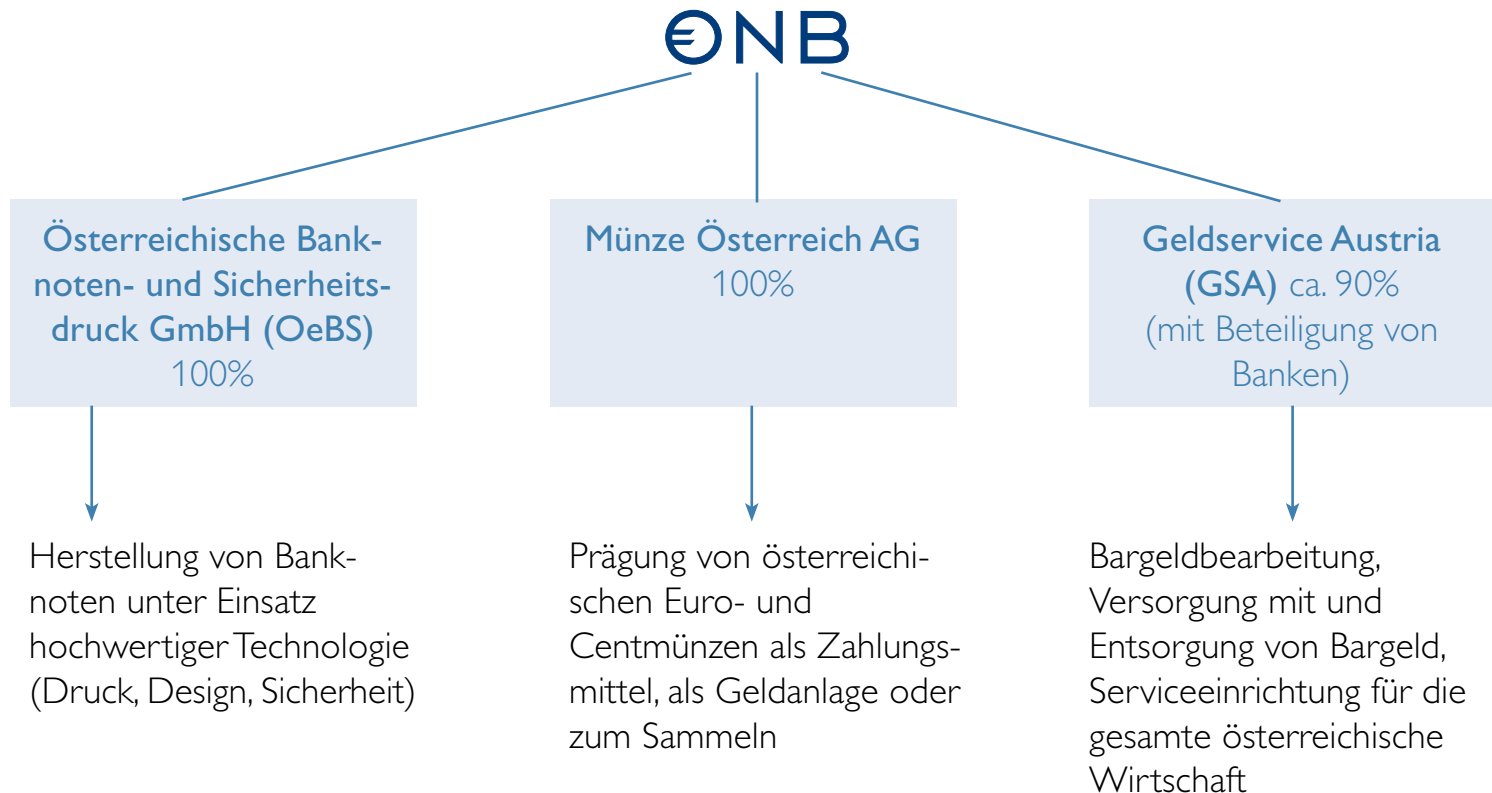 ONB
Österreichische Bank-
noten- und Sicherheits-
druck GmbH (OeBS)
100%
Münze Österreich AG
100%
Geldservice Austria
(GSA) ca. 90%
(mit Beteiligung von
Banken)
Herstellung von Bank-
noten unter Einsatz
hochwertiger Technologie
(Druck, Design, Sicherheit)
Prägung von österreichi-
schen Euro- und
Centmünzen als Zahlungs-
mittel, als Geldanlage oder
zum Sammeln
Bargeldbearbeitung,
Versorgung mit und
Entsorgung von Bargeld,
Serviceeinrichtung für die
gesamte österreichische
Wirtschaft